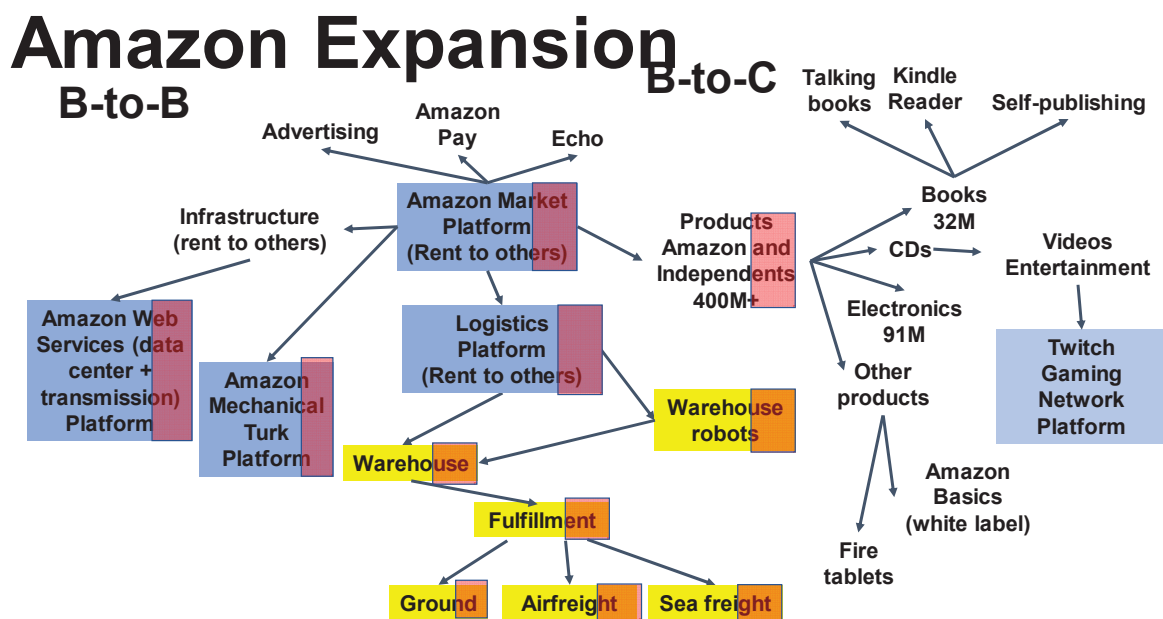 Amazon Expansion
B-to-B
B-to-C
Advertising
Amazon
Pay
Echo
Talking
books
Kindle
Reader
Self-publishing
Infrastructure
(rent to others)
Amazon Market
Platform
(Rent to others)
Products
Amazon and
Independents
400M+
Books
32M
CDs
Videos
Entertainment
Electronics
91M
Other
products
Amazon Web
Services (data
center +
transmission)
Platform
Amazon
Mechanical
Turk
Platform
Logistics
Platform
(Rent to others)
Warehouse
robots
Twitch
Gaming
Network
Platform
Warehouse
Fulfillment
Amazon
Basics
(white label)
Fire
tablets
Ground
Airfreight
Sea freight